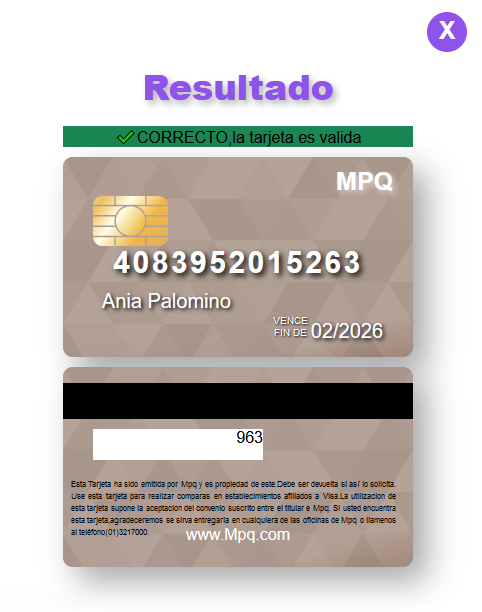 X
Resultado
CORRECTO,la tarjeta es valida
MPQ
4083952015263
Ania Palomino
VENCE
FIN DE 02/2026
963
Esta Tarjeta ha sido emitida por Mpq y es propiedad de este.Debe ser devuelta si así lo solicita.
Use esta tarjeta para realizar comparas en establecimientos afiliados a Visa.La utilizacion de
esta tarjeta supone la aceptacion del convenio suscrito entre el titular e Mpq. Si usted encuentra
esta tarjeta,agradeceremos se sirva entregarla en cualquiera de las oficinas de Mpq o llamenos
al teléfono(01)3217000.
www.Mpq.com